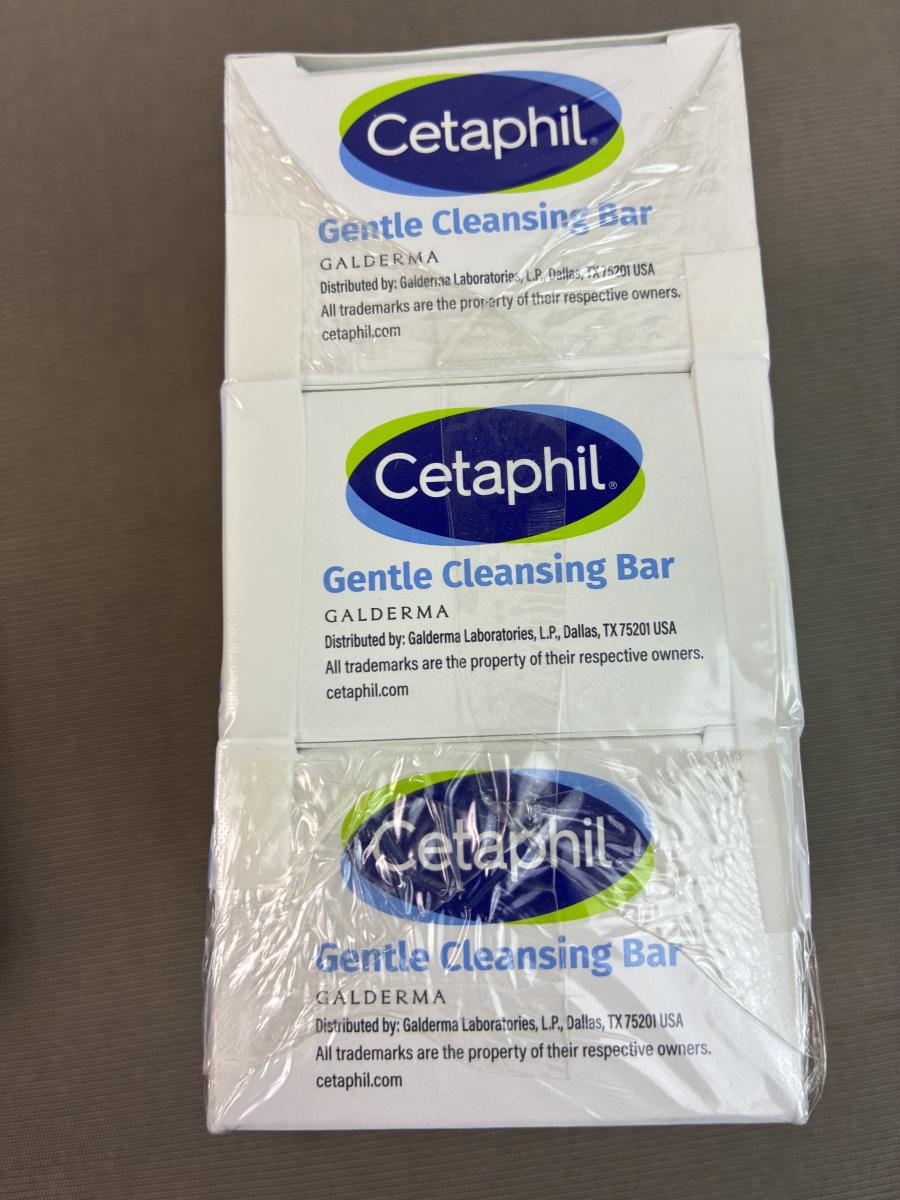 Cetaphil®
Gentle Cleansing Bar
GALDERMA
Distributed by: Galderma Laboratories, L.P., Dallas, TX 75201 USA
All trademarks are the property of their respective owners.
cetaphil.com
Cetaphil®
Gentle Cleansing Bar
GALDERMA
Distributed by: Galderma Laboratories, L.P., Dallas, TX 75201 USA
All trademarks are the property of their respective owners.
cetaphil.com
Cetaphil®
Gentle Cleansing Bar
GALDERMA
Distributed by: Galderma Laboratories, L.P., Dallas, TX 75201 USA
All trademarks are the property of their respective owners.
cetaphil.com